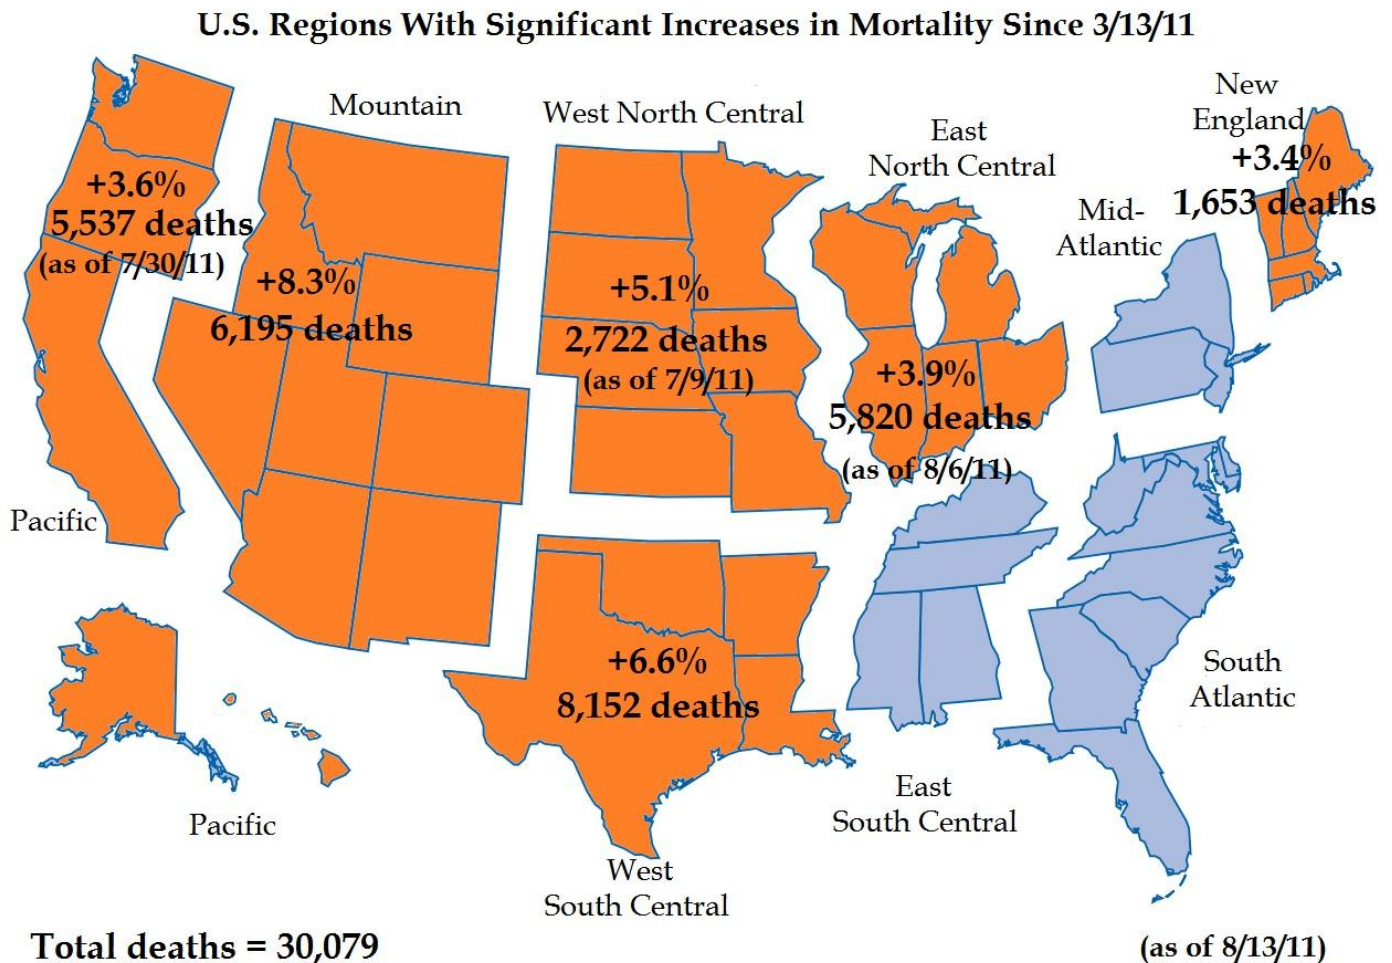 U.S. Regions With Significant Increases in Mortality Since 3/13/11
Mountain
West North Central
East
North Central
New
England
+3.4%
1,653 deaths
Mid-
Atlantic
+3.6%
5,537 deaths
(as of 7/30/11)
+8.3%
6,195 deaths
+5.1%
2,722 deaths
(as of 7/9/11)
+3.9%
5,820 deaths
(as of 8/6/11)
Pacific
+6.6%
8,152 deaths
South
Atlantic
Pacific
East
South Central
West
South Central
Total deaths = 30,079
(as of 8/13/11)